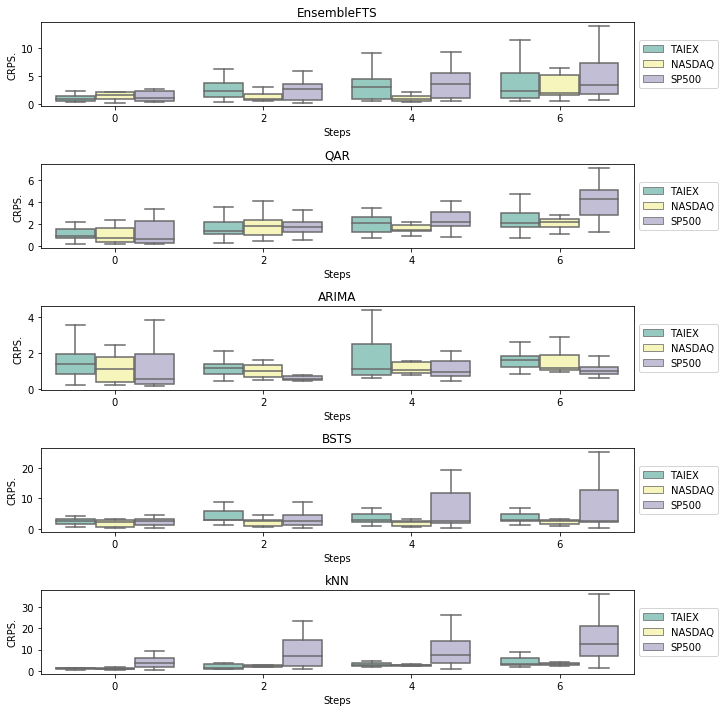 EnsembleFTS
10
5
0
CRPS.
0 2 4 6
Steps
TAIEX
NASDAQ
SP500
QAR
6
4
2
0
CRPS.
0 2 4 6
Steps
TAIEX
NASDAQ
SP500
ARIMA
4
2
0
CRPS.
0 2 4 6
Steps
TAIEX
NASDAQ
SP500
BSTS
20
10
0
CRPS.
0 2 4 6
Steps
TAIEX
NASDAQ
SP500
kNN
30
20
10
0
CRPS.
0 2 4 6
Steps
TAIEX
NASDAQ
SP500